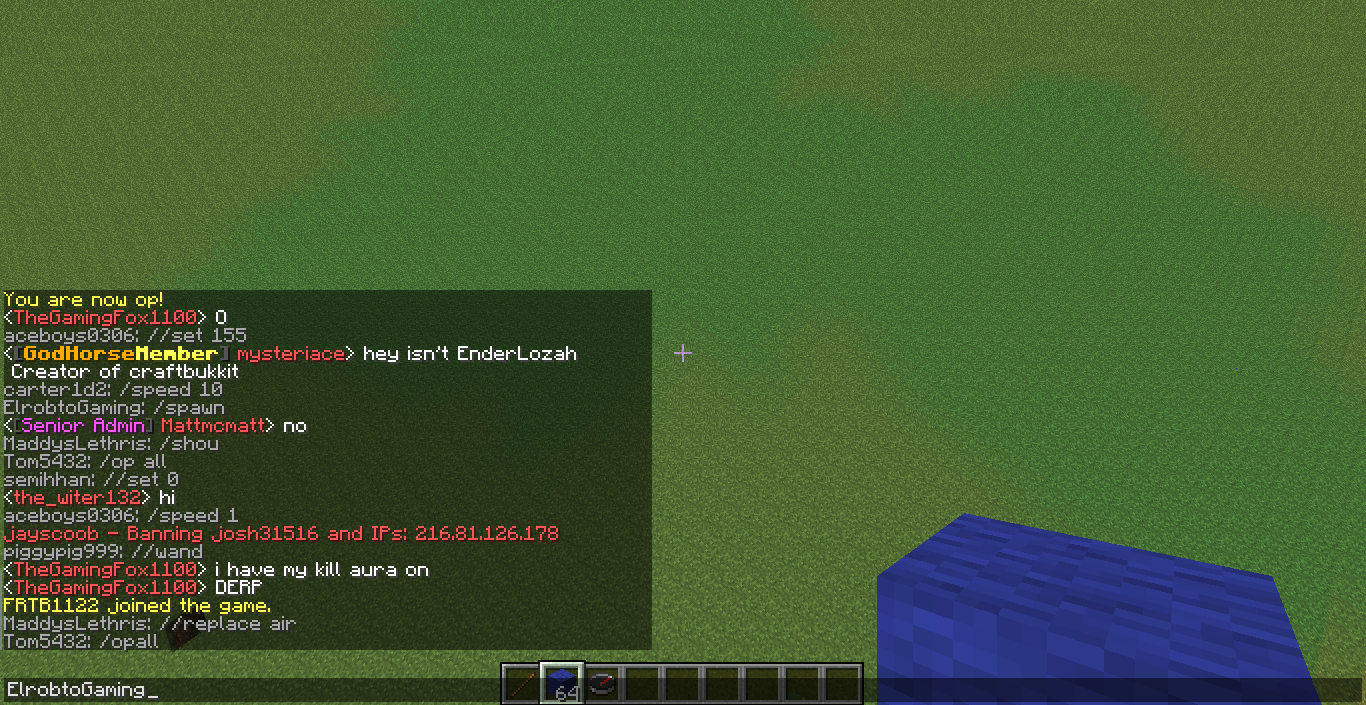 You are now op!
<TheGamingFox1100> O
aceboys0306: //set 155
<[GodHorseMember] mysteriace> hey isn't EnderLozah
Creator of craftbukkit
carter1d2: /speed 10
ElrobtoGaming: /spawn
<[Senior Admin] Mattmcmatt> no
MaddysLethris: /shou
Tom5432: /op all
semihhan: //set 0
<the_witer132> hi
aceboys0306: /speed 1
jayscoob - Banning josh31516 and IPs: 216.81.126.178
piggypig999: //wand
<TheGamingFox1100> i have my kill aura on
<TheGamingFox1100> DERP
FRTB1122 joined the game.
MaddysLethris: //replace air
Tom5432: /opall
64
ElrobtoGaming_